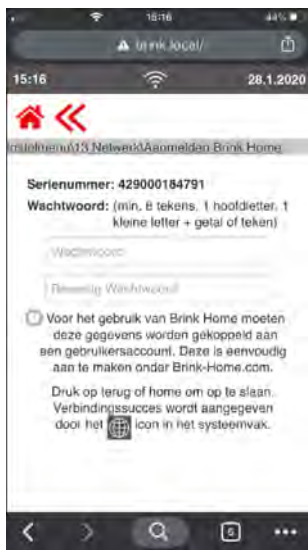 15:16
44%
brink.local/
15:16
28.1.2020
Instelmenu\13 Netwerk\Aanmelden Brink Home
Serienummer: 429000184791
Wachtwoord: (min. 8 tekens, 1 hoofdletter, 1
kleine letter + getal of teken)
Wachtwoord
Bevestig Wachtwoord
Voor het gebruik van Brink Home moeten
deze gegevens worden gekoppeld aan
een gebruikersaccount. Deze is eenvoudig
aan te maken onder Brink-Home.com.
Druk op terug of home om op te slaan.
Verbindingssucces wordt aangegeven
door het icon in het systeemvak.
6